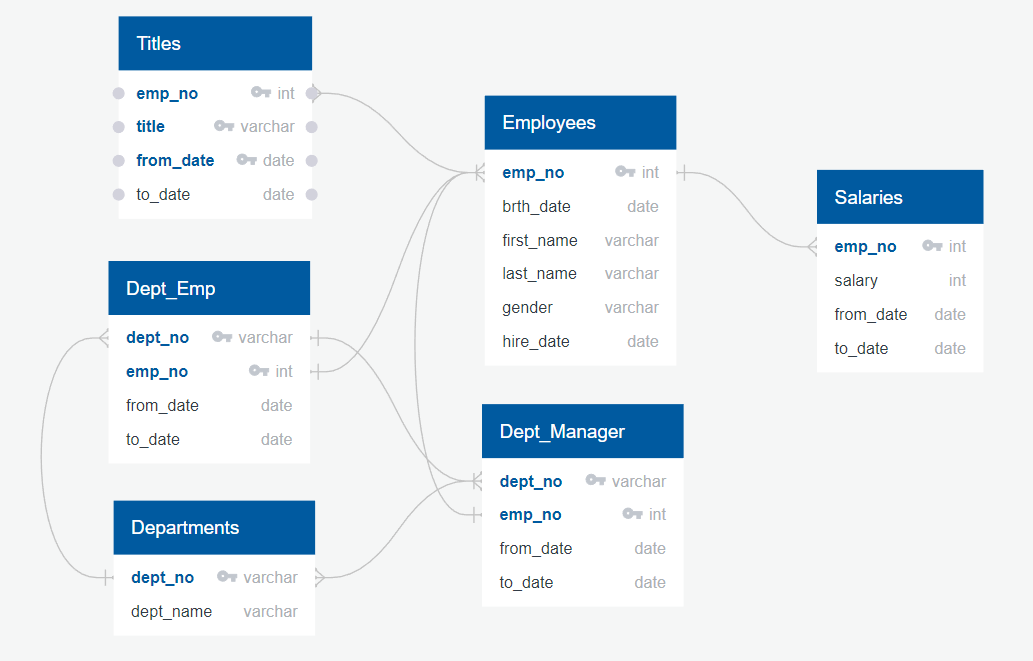 Titles
emp_no int
title varchar
from_date date
to_date date
Employees
emp_no int
brth_date date
first_name varchar
last_name varchar
gender varchar
hire_date date
Salaries
emp_no int
salary int
from_date date
to_date date
Dept_Emp
dept_no varchar
emp_no int
from_date date
to_date date
Dept_Manager
dept_no varchar
emp_no int
from_date date
to_date date
Departments
dept_no varchar
dept_name varchar